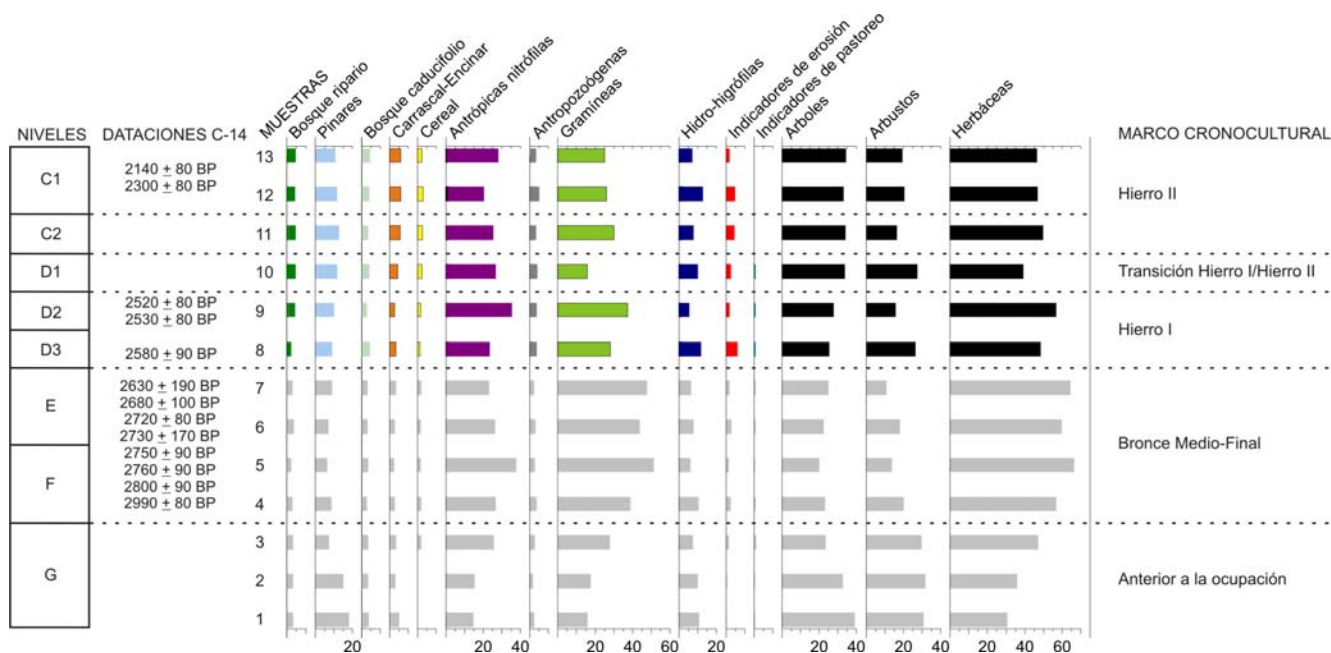 NIVELES
DATACIONES C-14
MUESTRAS
Bosque ripario
Pinares
Bosque caducifolio
Carrascal-Encinar
Cereal
Antrópicas nitrófilas
Antropozoógenas
Gramíneas
Hidro-higrófilas
Indicadores de erosión
Indicadores de pastoreo
Arboles
Arbustos
Herbáceas
MARCO CRONOCULTURAL
C1
2140 ± 80 BP
2300 ± 80 BP
13
12
Hierro II
C2
11
D1
10
Transición Hierro I/Hierro II
D2
2520 ± 80 BP
2530 ± 80 BP
9
Hierro I
D3
2580 ± 90 BP
8
E
2630 ± 190 BP
2680 ± 100 BP
2720 ± 80 BP
2730 ± 170 BP
7
6
Bronce Medio-Final
F
2750 ± 90 BP
2760 ± 90 BP
2800 ± 90 BP
2990 ± 80 BP
5
4
G
3
2
1
Anterior a la ocupación
20 20 40 20 40 60 20 20 40 20 40 20 40 60